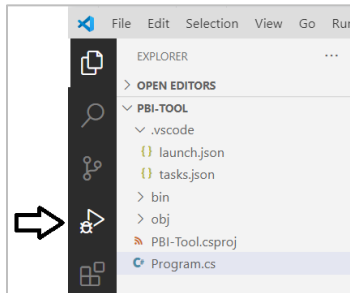 File Edit Selection View Go Ru
EXPLORER ...
OPEN EDITORS
PBI-TOOL
.vscode
{} launch.json
{} tasks.json
bin
obj
PBI-Tool.csproj
C# Program.cs